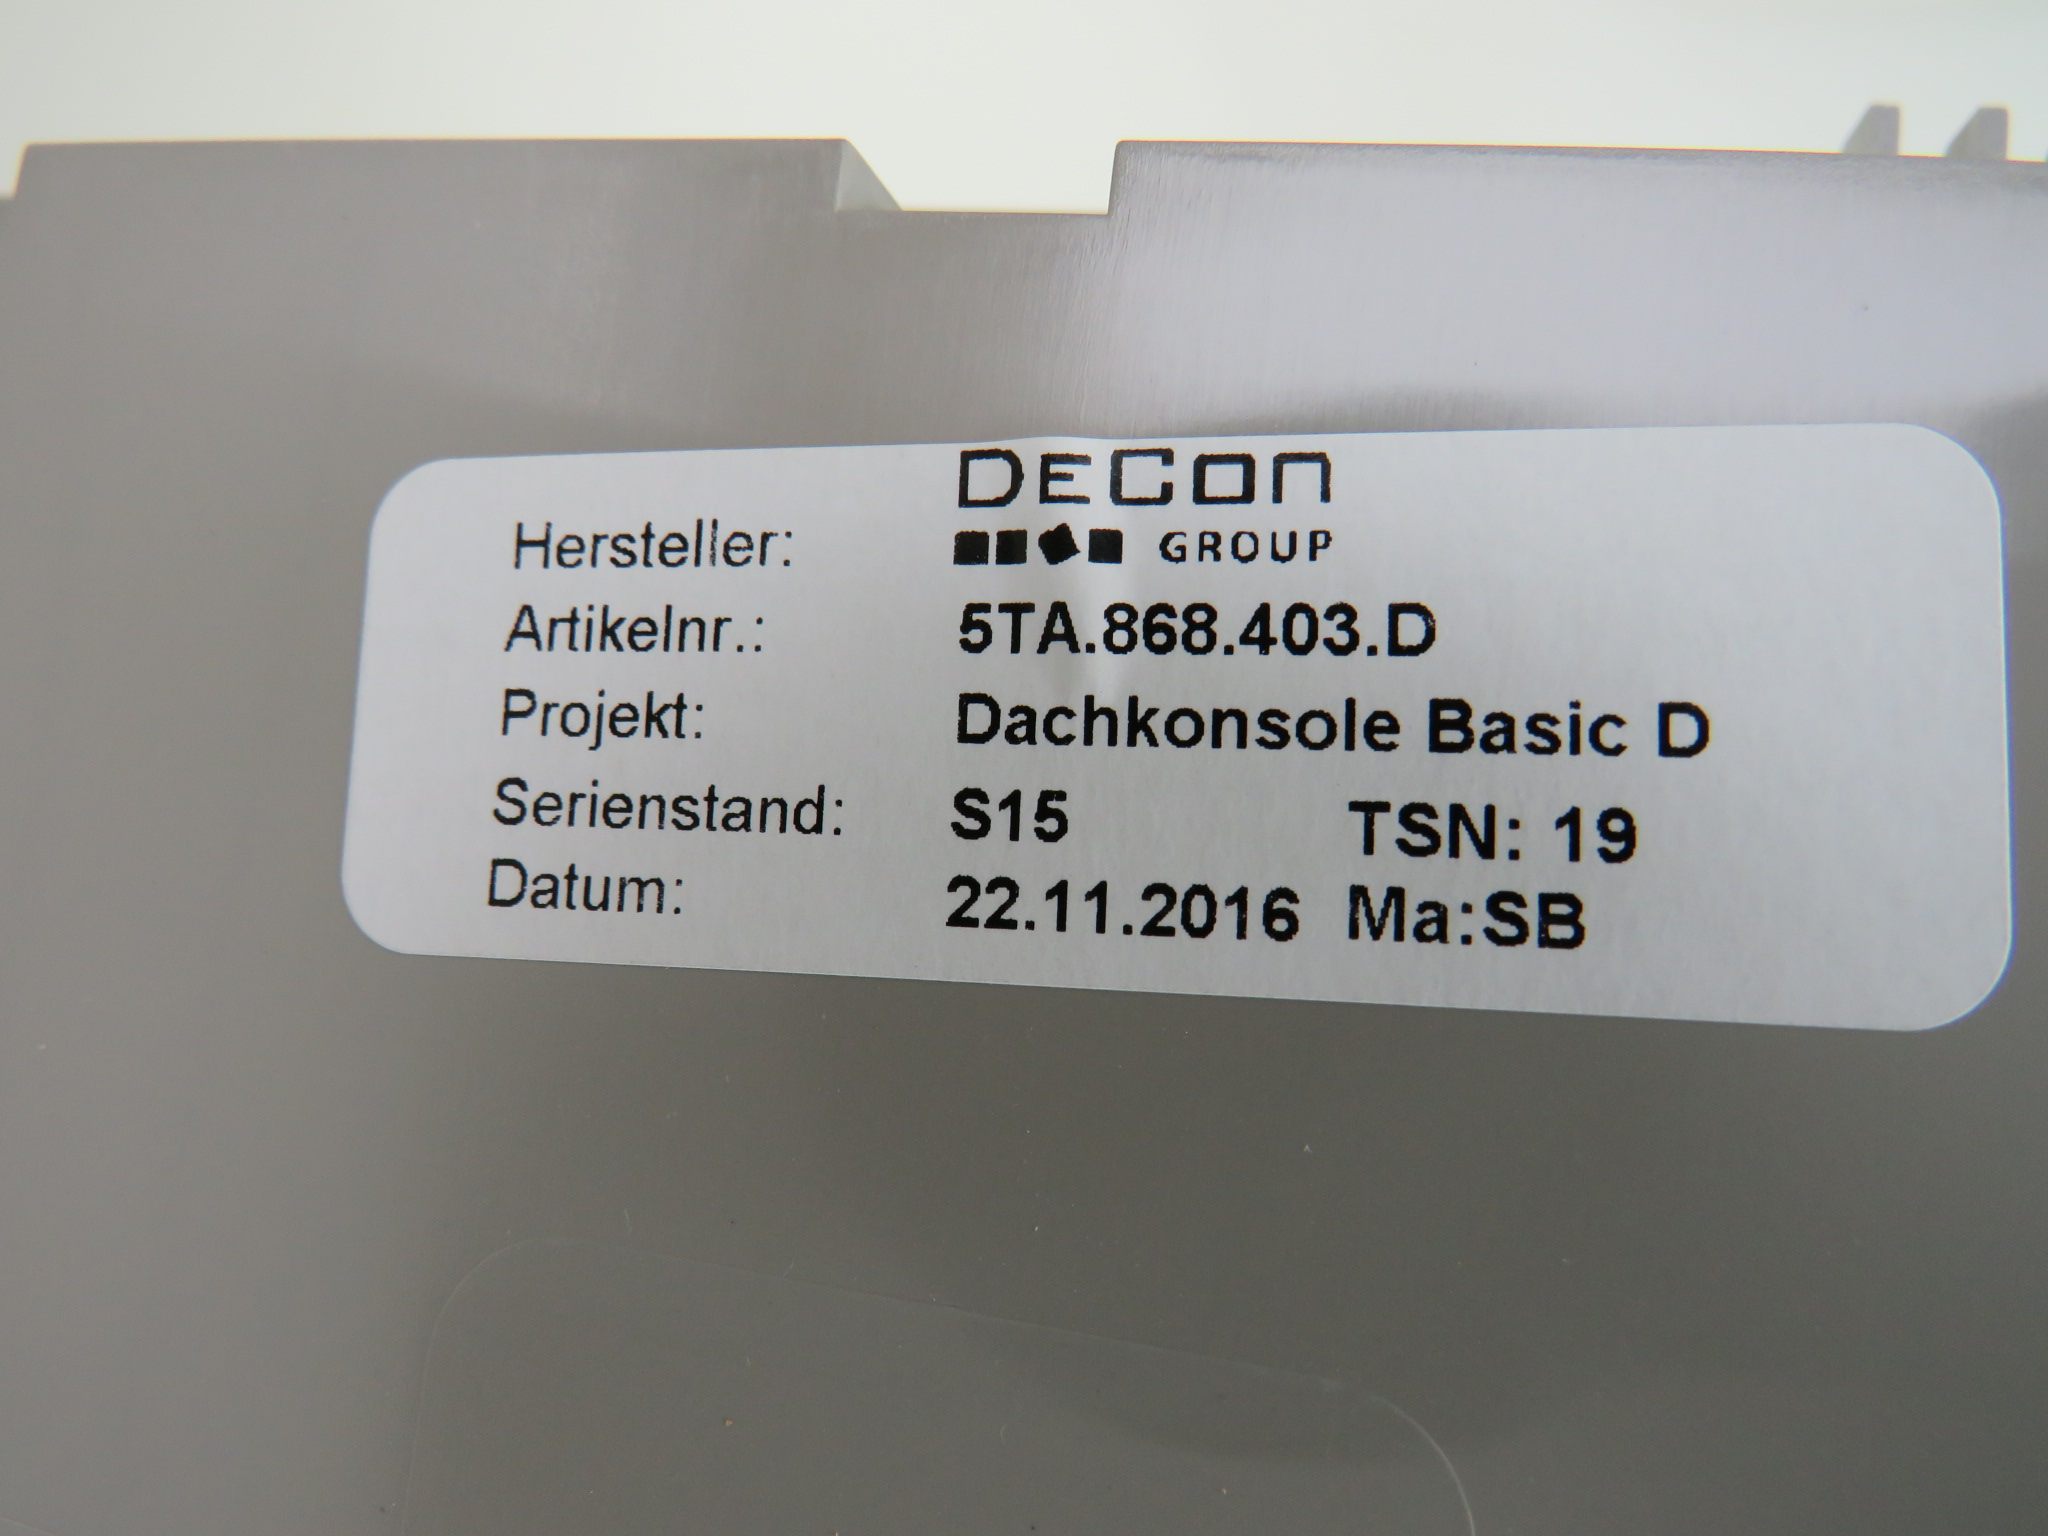 DECON
Hersteller: GROUP
Artikelnr.: 5TA.868.403.D
Projekt: Dachkonsole Basic D
Serienstand: S15 TSN: 19
Datum: 22.11.2016 Ma:SB